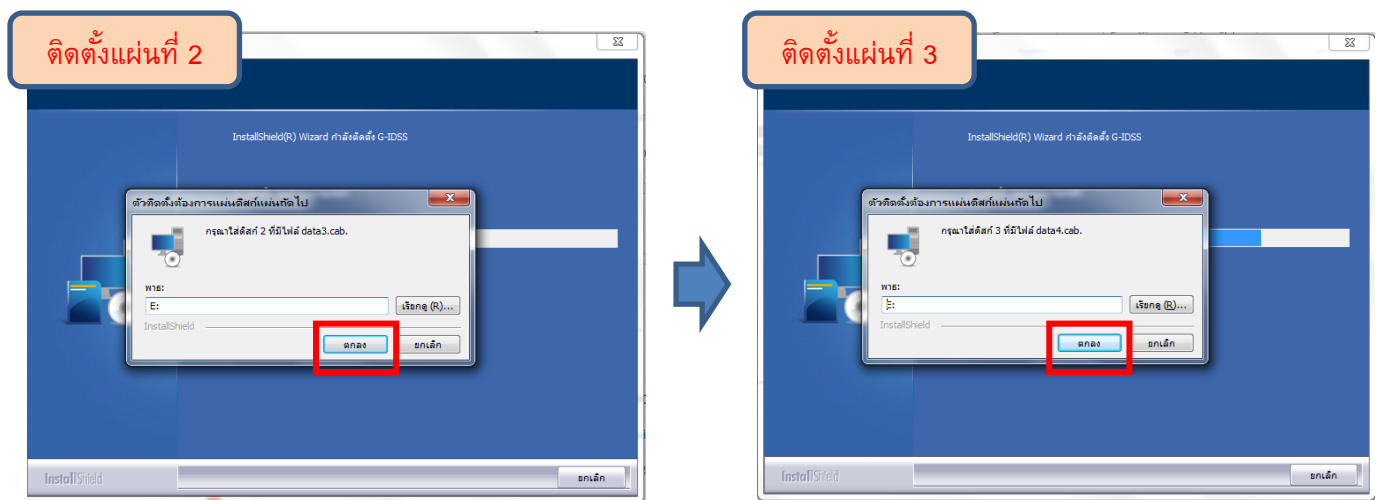 ติดตั้งแผ่นที่ 2
InstallShield(R) Wizard กำลังติดตั้ง G-IDSS
ตัวติดตั้งต้องการแผ่นดิสก์แผ่นถัดไป
กรุณาใส่ดิสก์ 2 ที่มีไฟล์ data3.cab.
พาธ:
E:
เรียกดู (R)...
InstallShield
ตกลง
ยกเลิก
InstallShield
ยกเลิก
ติดตั้งแผ่นที่ 3
InstallShield(R) Wizard กำลังติดตั้ง G-IDSS
ตัวติดตั้งต้องการแผ่นดิสก์แผ่นถัดไป
กรุณาใส่ดิสก์ 3 ที่มีไฟล์ data4.cab.
พาธ:
E:
เรียกดู (R)...
InstallShield
ตกลง
ยกเลิก
InstallShield
ยกเลิก